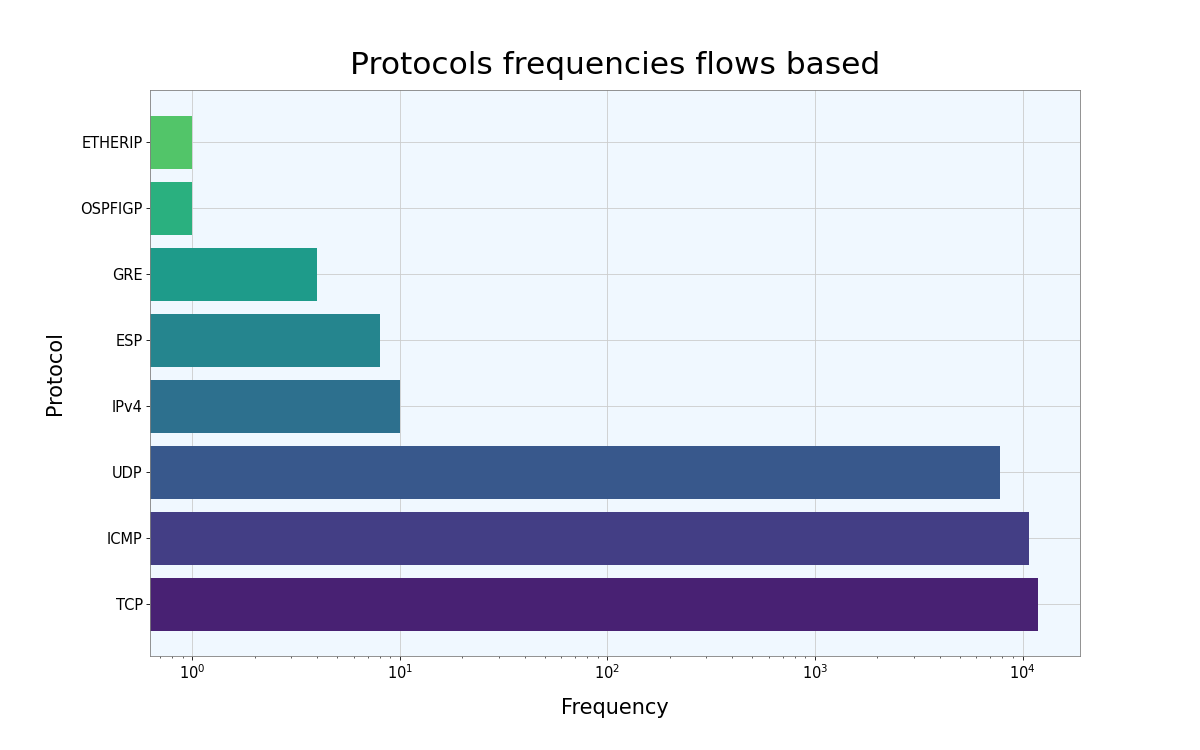 Protocols frequencies flows based
ETHERIP
OSPFIGP
GRE
ESP
IPv4
UDP
ICMP
TCP
Protocol
10⁰ 10¹ 10² 10³ 10⁴
Frequency